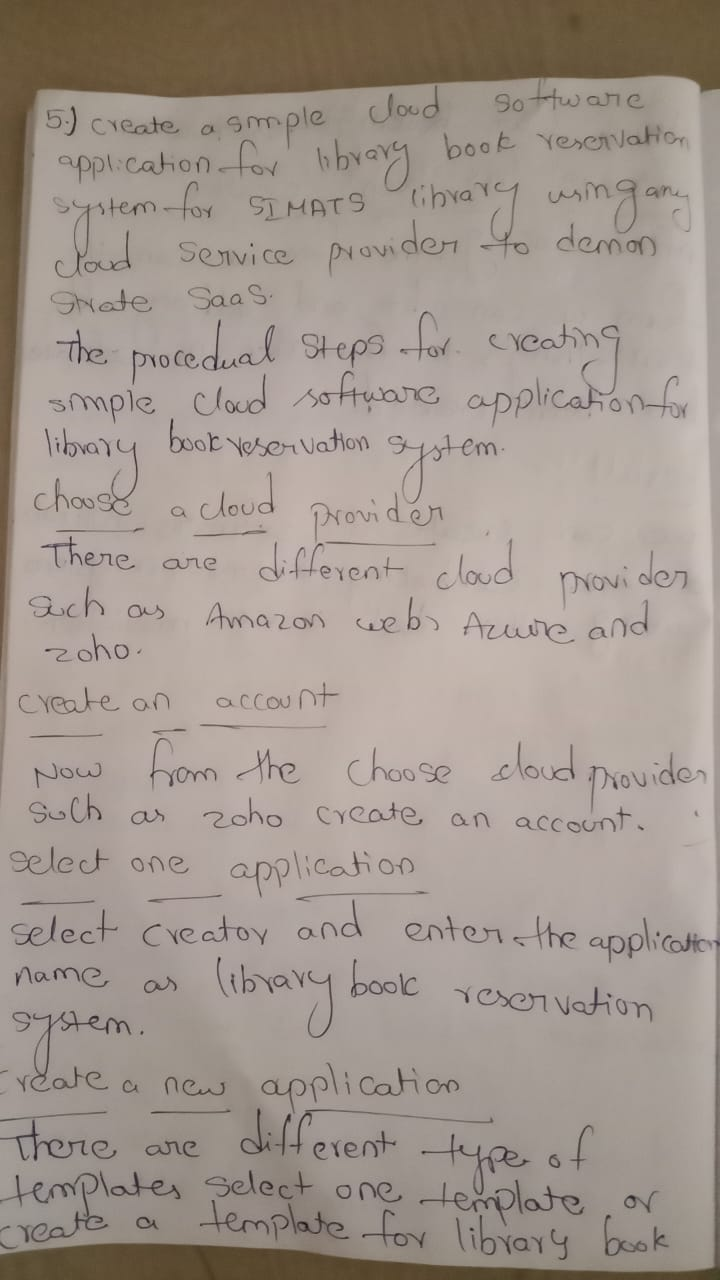 5.) create a simple cloud software
application for library book reservation
system for SIMATS library using any
cloud service provider to demon
strate SaaS.
The procedual steps for creating
simple cloud software application for
library book reservation system.
choose a cloud provider
There are different cloud provider
such as Amazon webs Azure and
zoho.
create an account
Now from the choose cloud provider
such as zoho create an account.
select one application
select creator and enter the application
name as library book reservation
system.
create a new application
There are different type of
templates select one template or
create a template for library book